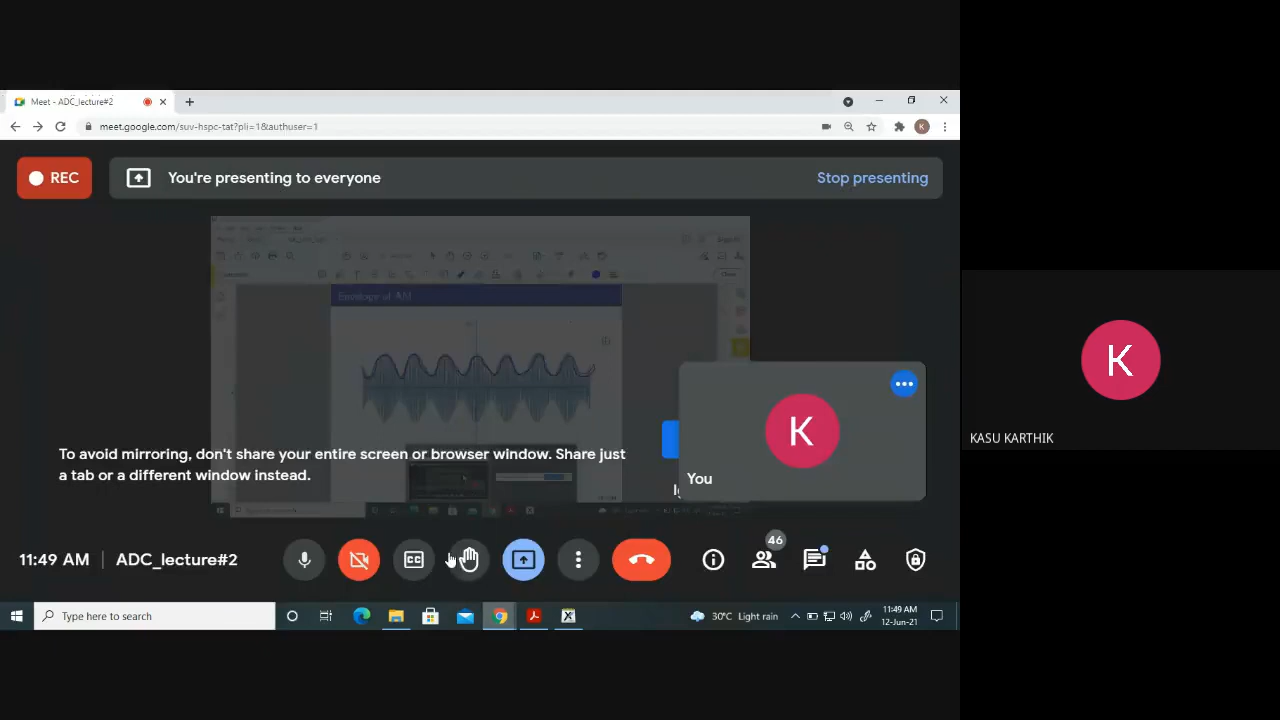 Meet - ADC_lecture#2
meet.google.com/suv-hspc-tat?pli=1&authuser=1
K
REC
You're presenting to everyone
Stop presenting
Envelope of AM
To avoid mirroring, don't share your entire screen or browser window. Share just
a tab or a different window instead.
K
You
K
KASU KARTHIK
11:49 AM
ADC_lecture#2
CC
46
Type here to search
30°C Light rain
11:49 AM
12-Jun-21